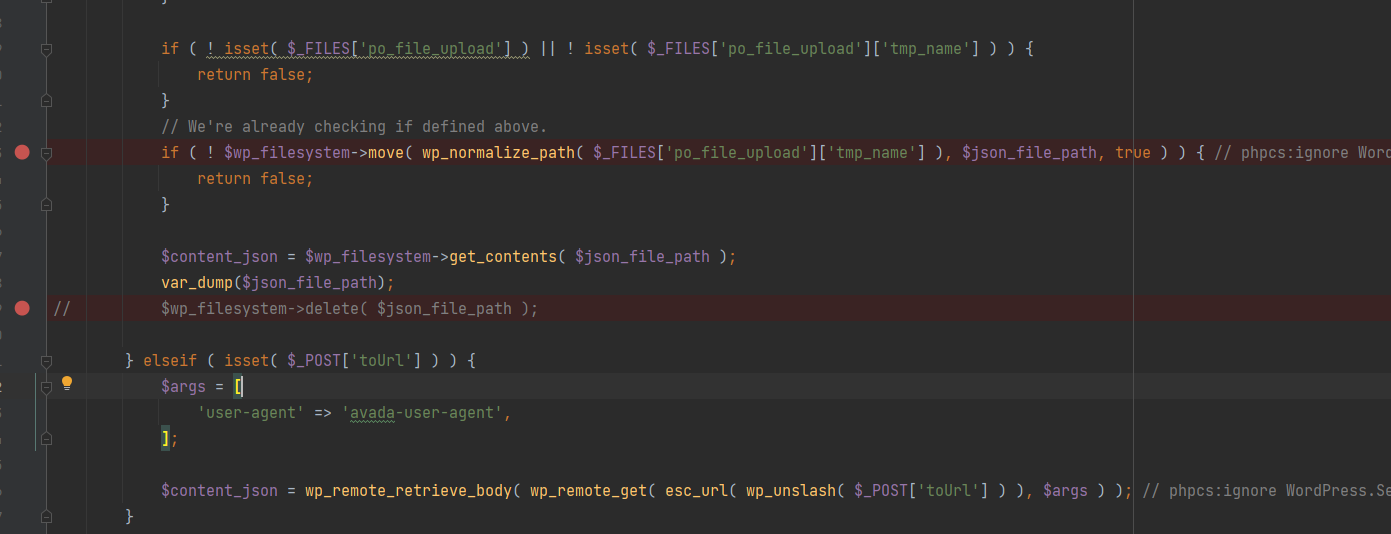 }
if ( ! isset( $_FILES['po_file_upload'] ) || ! isset( $_FILES['po_file_upload']['tmp_name'] ) ) {
return false;
}
// We're already checking if defined above.
if ( ! $wp_filesystem->move( wp_normalize_path( $_FILES['po_file_upload']['tmp_name'] ), $json_file_path, true ) ) { // phpcs:ignore Word
return false;
}
$content_json = $wp_filesystem->get_contents( $json_file_path );
var_dump($json_file_path);
// $wp_filesystem->delete( $json_file_path );
} elseif ( isset( $_POST['toUrl'] ) ) {
$args = [
'user-agent' => 'avada-user-agent',
];
$content_json = wp_remote_retrieve_body( wp_remote_get( esc_url( wp_unslash( $_POST['toUrl'] ) ), $args ) ); // phpcs:ignore WordPress.Se
}